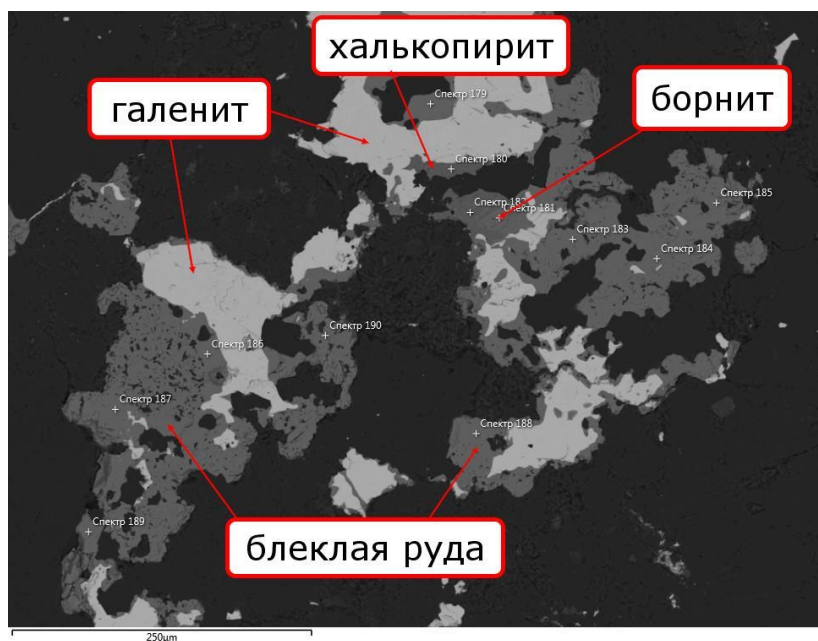 халькопирит
галенит
борнит
Спектр 179
Спектр 180
Спектр 185
Спектр 181
Спектр 183
Спектр 184
Спектр 190
Спектр 186
Спектр 187
Спектр 188
Спектр 189
блеклая руда
250µm